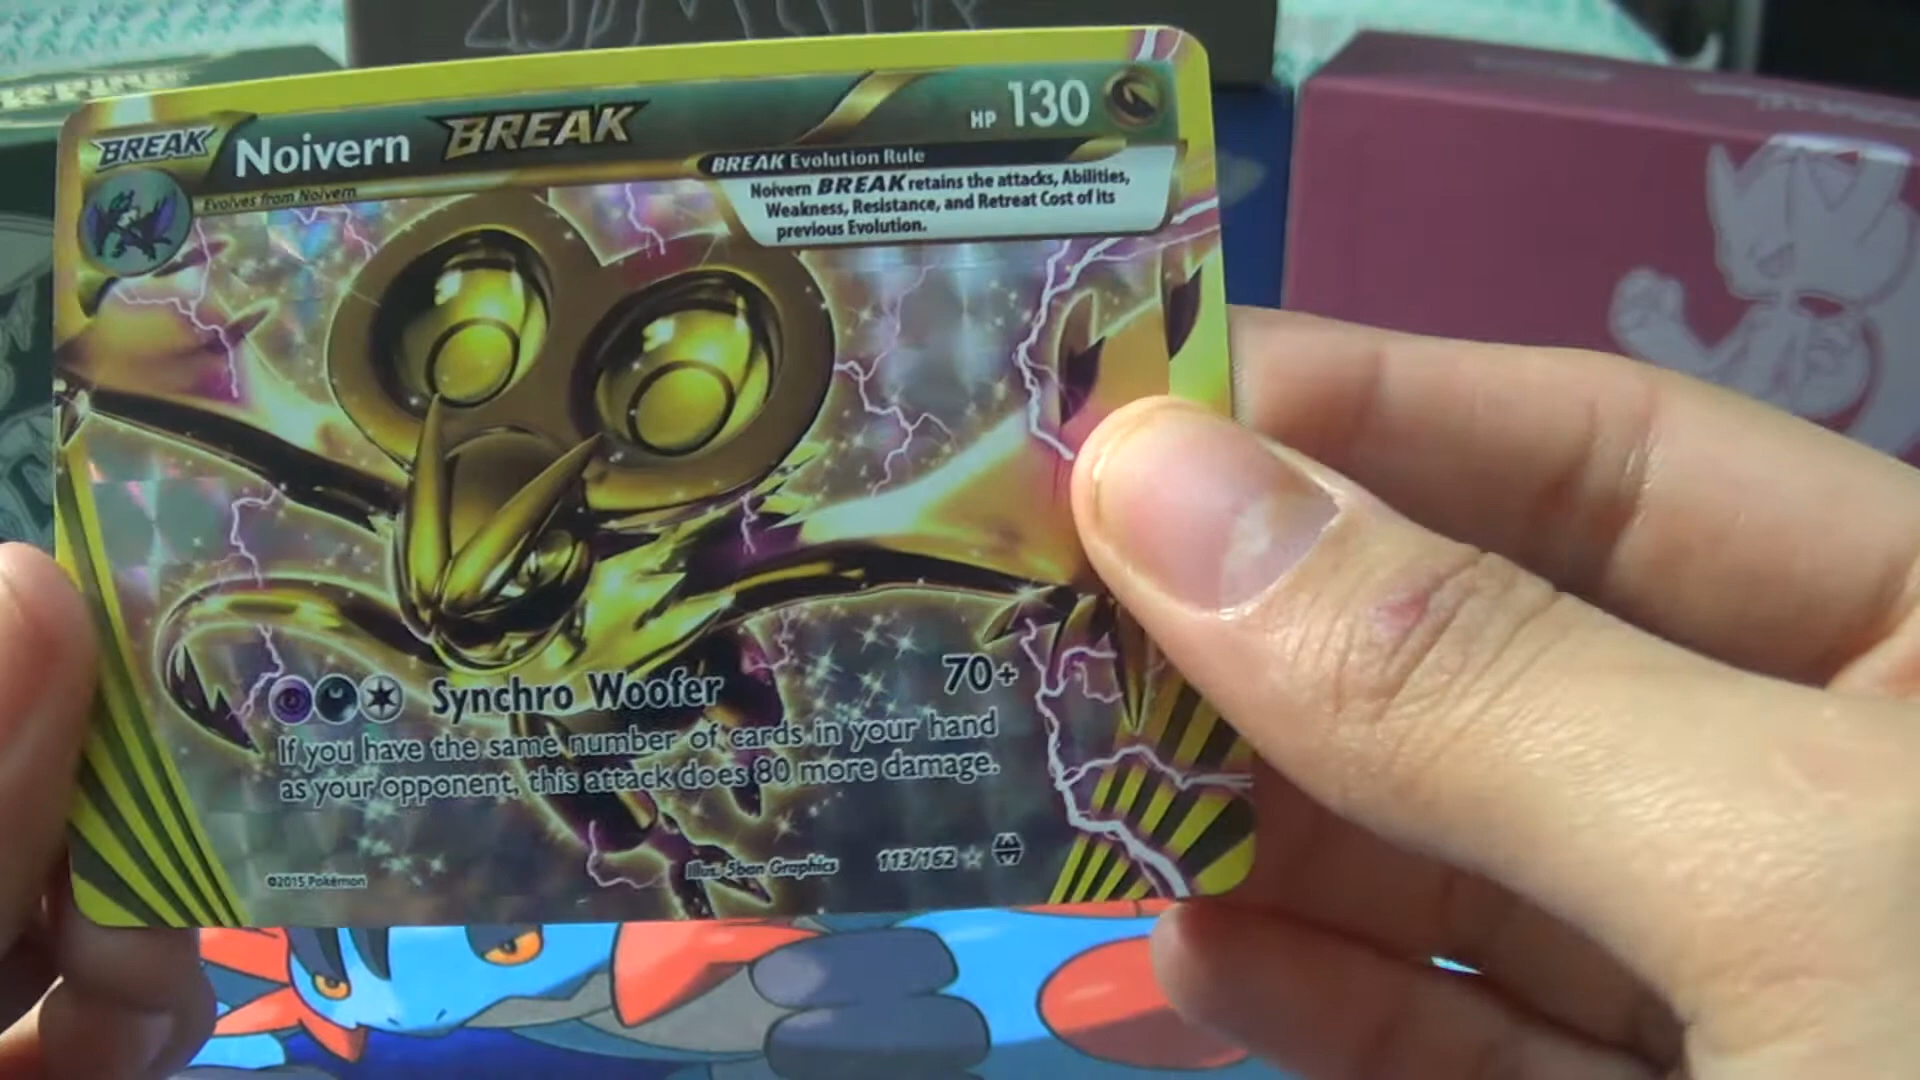 BREAK
Noivern BREAK
HP 130
Evolves from Noivern
BREAK Evolution Rule
Noivern BREAK retains the attacks, Abilities,
Weakness, Resistance, and Retreat Cost of its
previous Evolution.
Synchro Woofer 70+
If you have the same number of cards in your hand
as your opponent, this attack does 80 more damage.
©2015 Pokémon
Illus. 5ban Graphics
113/162